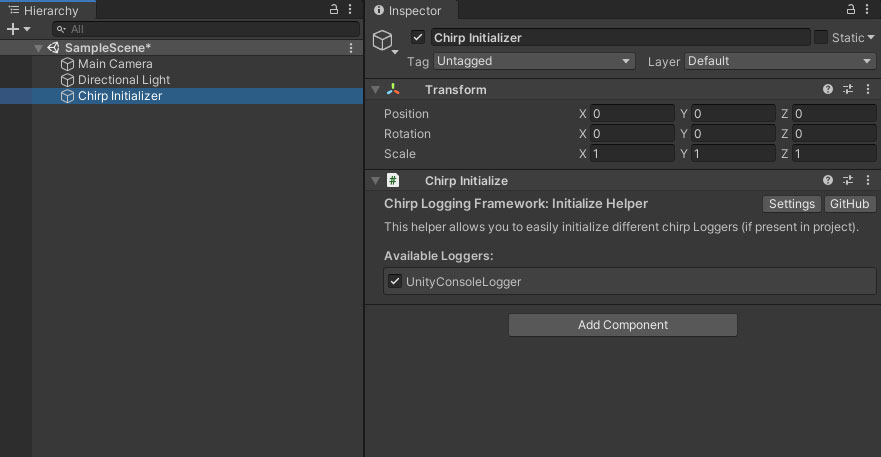 Hierarchy
All
SampleScene*
Main Camera
Directional Light
Chirp Initializer
Inspector
Chirp Initializer Static
Tag Untagged Layer Default
Transform
Position X 0 Y 0 Z 0
Rotation X 0 Y 0 Z 0
Scale X 1 Y 1 Z 1
# Chirp Initialize
Chirp Logging Framework: Initialize Helper Settings GitHub
This helper allows you to easily initialize different chirp Loggers (if present in project).
Available Loggers:
UnityConsoleLogger
Add Component